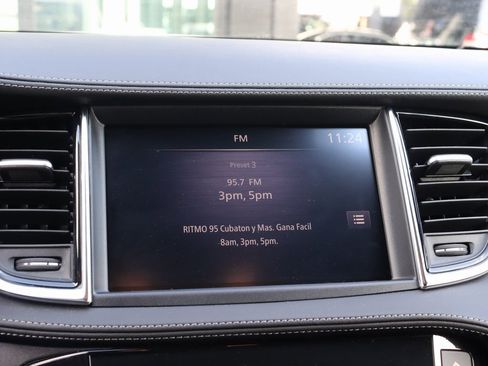 FM
11:24
Preset 3
95.7 FM
3pm, 5pm
RITMO 95 Cubaton y Mas. Gana Facil
8am, 3pm, 5pm.